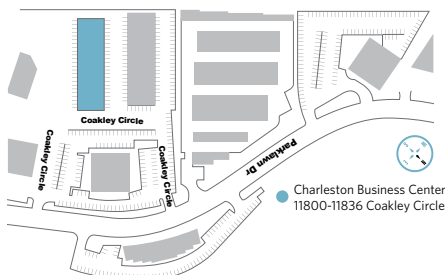 Coakley Circle
Coakley Circle
Coakley Circle
Parklawn Dr
Charleston Business Center
11800-11836 Coakley Circle